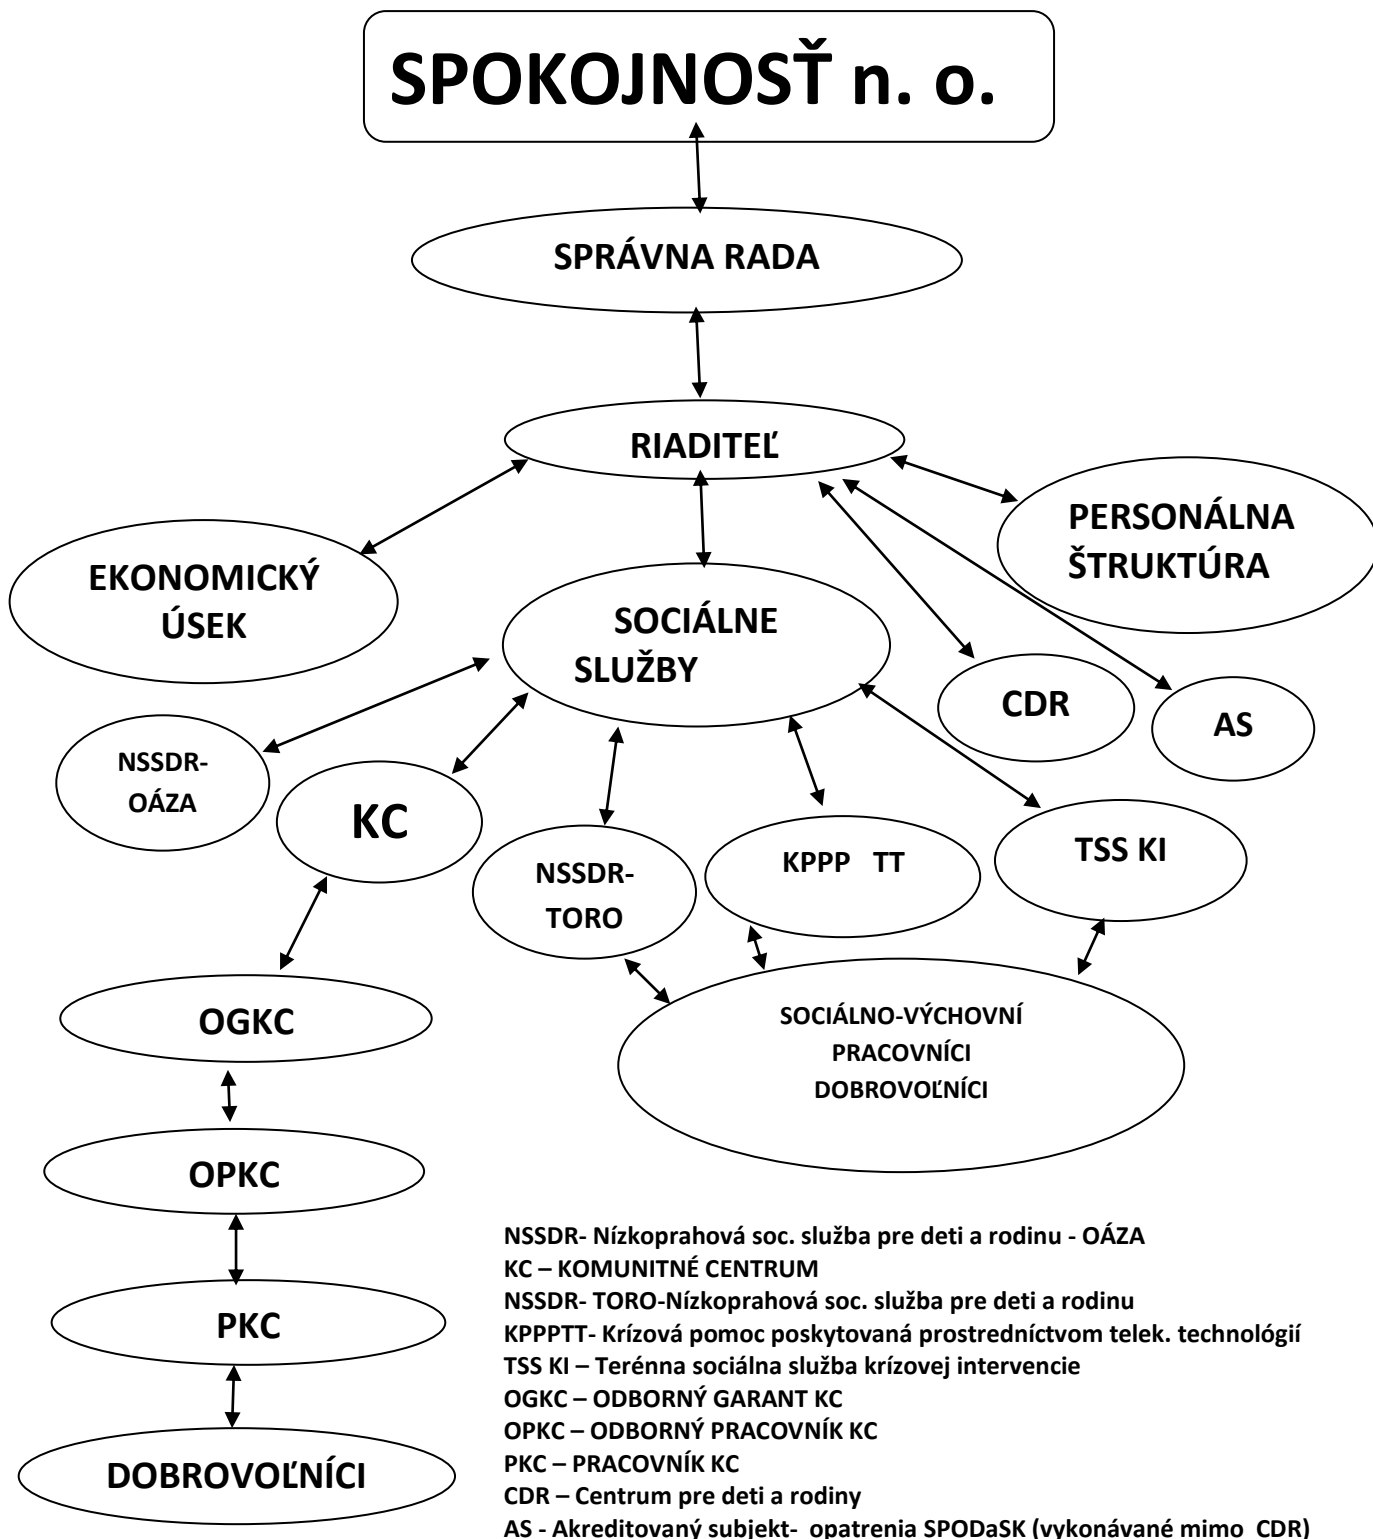 SPOKOJNOSŤ n. o.
SPRÁVNA RADA
RIADITEĽ
PERSONÁLNA
ŠTRUKTÚRA
EKONOMICKÝ
ÚSEK
SOCIÁLNE
SLUŽBY
CDR
AS
NSSDR-
OÁZA
KC
NSSDR-
TORO
KPPP TT
TSS KI
OGKC
SOCIÁLNO-VÝCHOVNÍ
PRACOVNÍCI
DOBROVOĽNÍCI
OPKC
PKC
DOBROVOĽNÍCI
NSSDR- Nízkoprahová soc. služba pre deti a rodinu - OÁZA
KC – KOMUNITNÉ CENTRUM
NSSDR- TORO-Nízkoprahová soc. služba pre deti a rodinu
KPPPTT- Krízová pomoc poskytovaná prostredníctvom telek. technológií
TSS KI – Terénna sociálna služba krízovej intervencie
OGKC – ODBORNÝ GARANT KC
OPKC – ODBORNÝ PRACOVNÍK KC
PKC – PRACOVNÍK KC
CDR – Centrum pre deti a rodiny
AS - Akreditovaný subjekt- opatrenia SPODaSK (vykonávané mimo CDR)